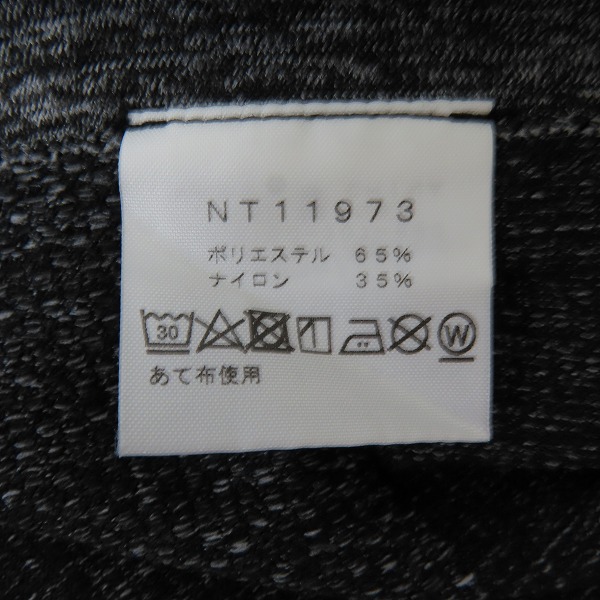 NT11973
ポリエステル 65%
ナイロン 35%
30 W
あて布使用